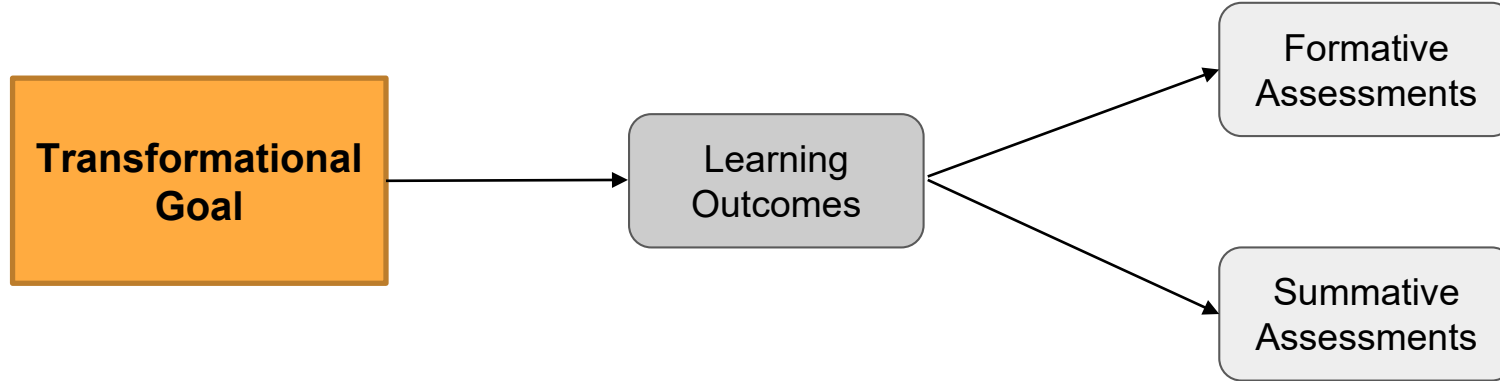 Transformational
Goal
Learning
Outcomes
Formative
Assessments
Summative
Assessments